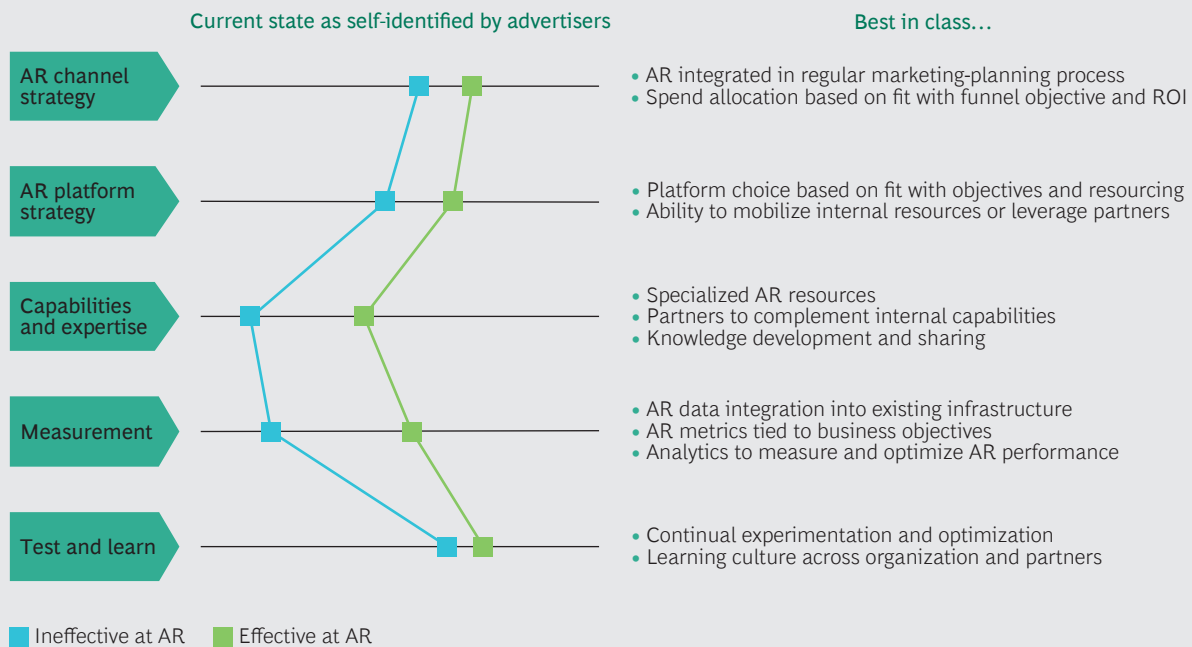 Current state as self-identified by advertisers
Best in class…
AR channel
strategy
• AR integrated in regular marketing-planning process
• Spend allocation based on fit with funnel objective and ROI
AR platform
strategy
• Platform choice based on fit with objectives and resourcing
• Ability to mobilize internal resources or leverage partners
Capabilities
and expertise
• Specialized AR resources
• Partners to complement internal capabilities
• Knowledge development and sharing
Measurement
• AR data integration into existing infrastructure
• AR metrics tied to business objectives
• Analytics to measure and optimize AR performance
Test and learn
• Continual experimentation and optimization
• Learning culture across organization and partners
Ineffective at AR
Effective at AR